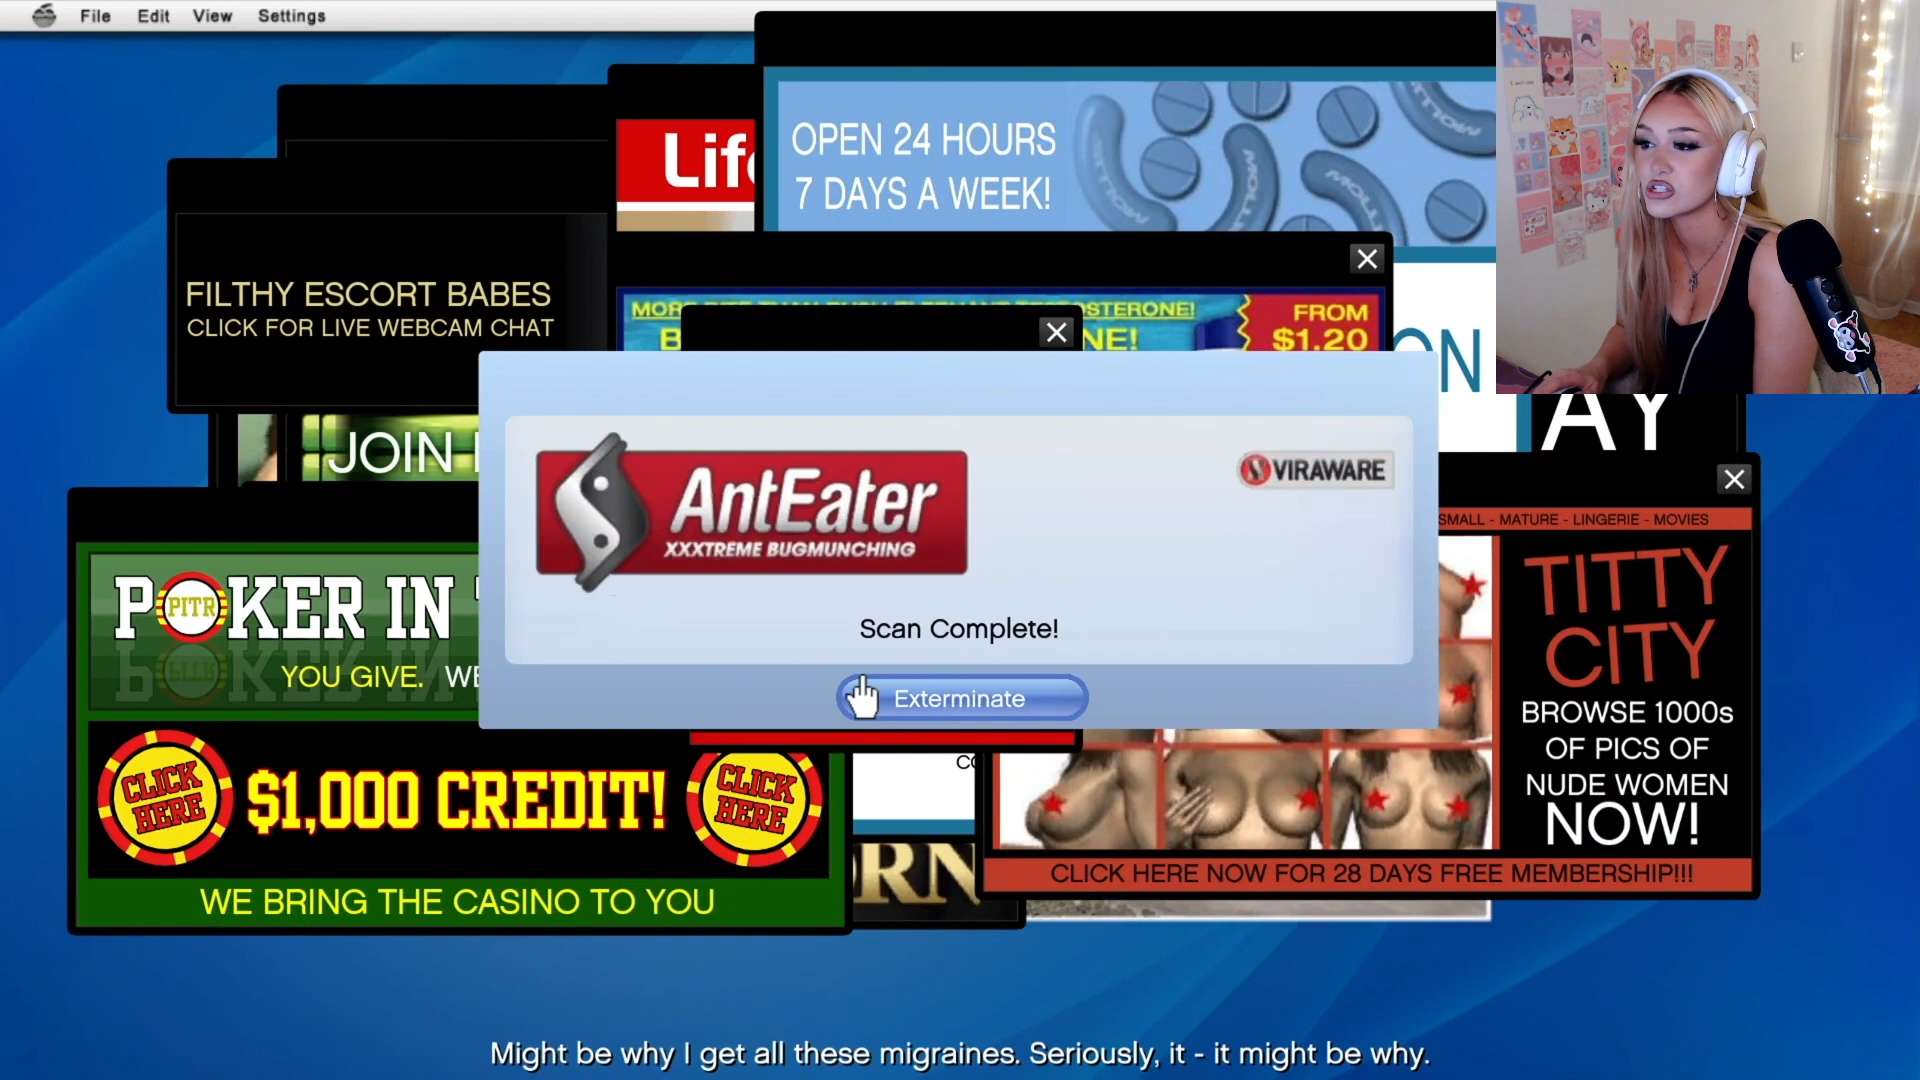 File Edit View Settings
Life
OPEN 24 HOURS
7 DAYS A WEEK!
FILTHY ESCORT BABES
CLICK FOR LIVE WEBCAM CHAT
FROM
$1.20
ON
AY
JOIN
AntEater
XXXTREME BUGMUNCHING
VIRAWARE
Scan Complete!
Exterminate
POKER IN
PITR
YOU GIVE. WE
CLICK HERE
$1,000 CREDIT!
CLICK HERE
WE BRING THE CASINO TO YOU
RN
SMALL - MATURE - LINGERIE - MOVIES
TITTY
CITY
BROWSE 1000s
OF PICS OF
NUDE WOMEN
NOW!
CLICK HERE NOW FOR 28 DAYS FREE MEMBERSHIP!!!
Might be why I get all these migraines. Seriously, it - it might be why.